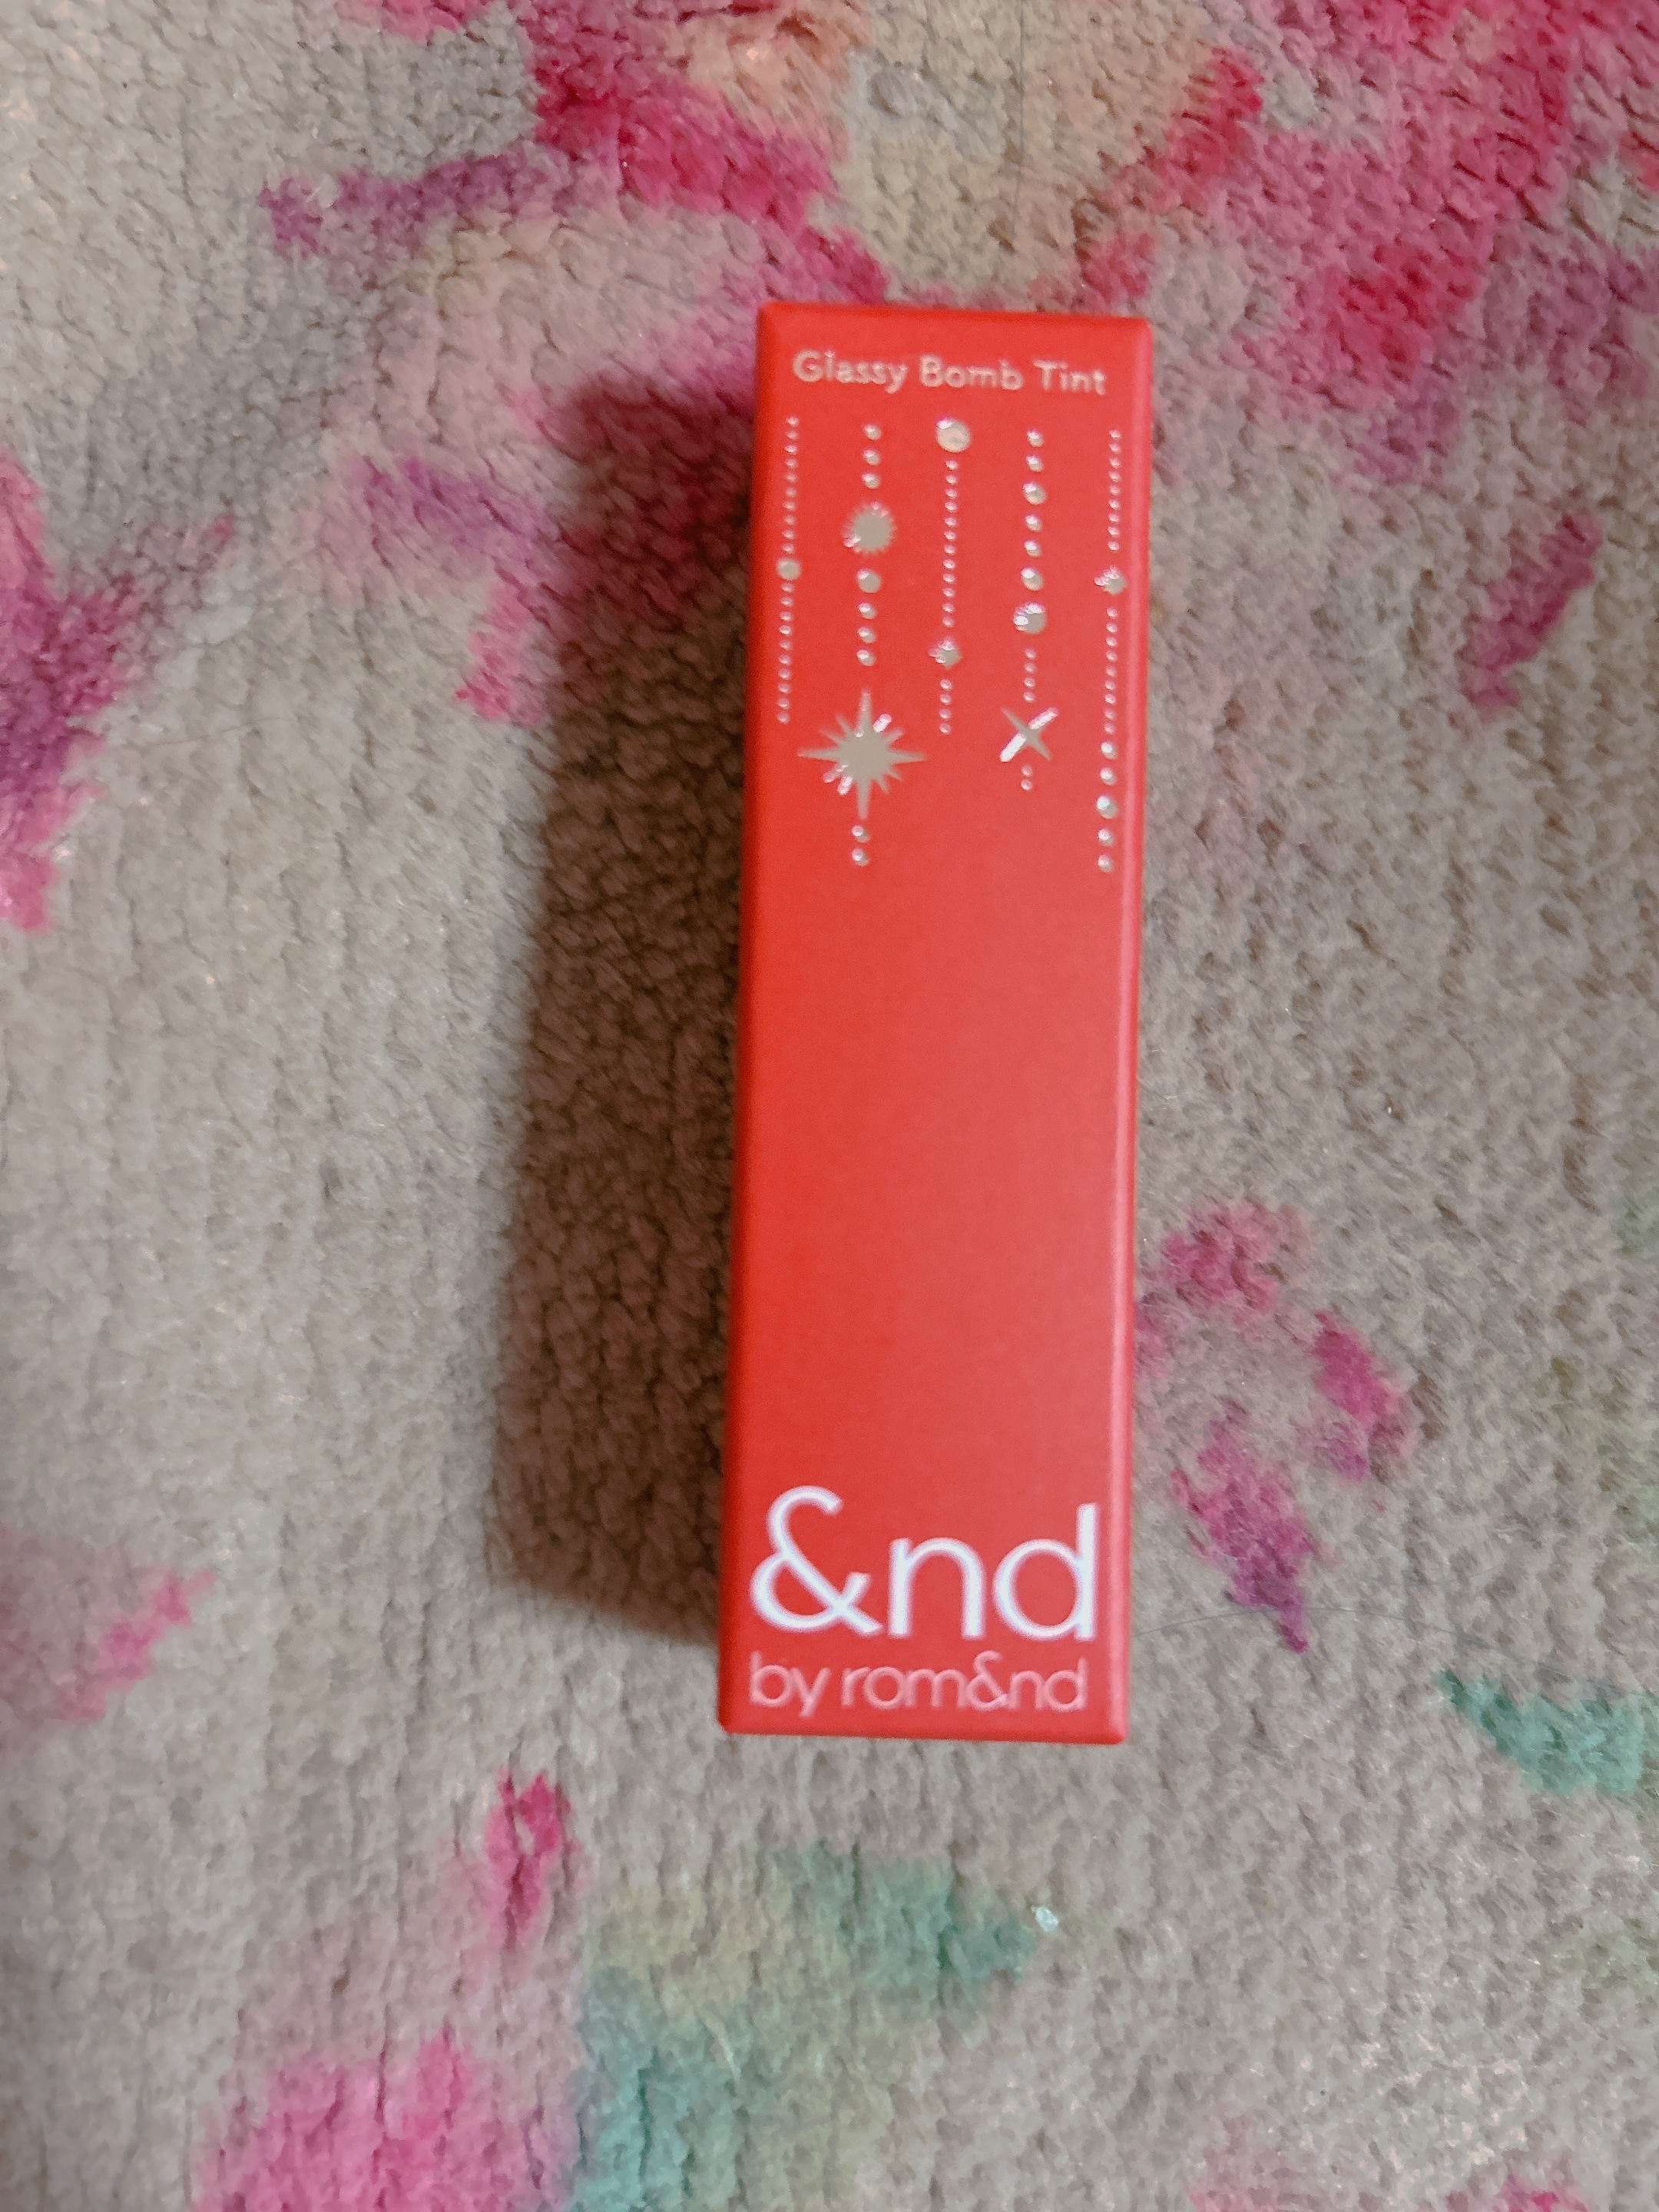 Glassy Bomb Tint
&nd
by rom&nd